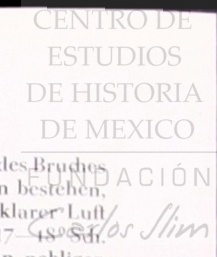 CENTRO DE
ESTUDIOS
DE HISTORIA
DE MEXICO
des Bruches
FUNDACIÓN
n bestehen,
klarer Luft
Carlos Slim